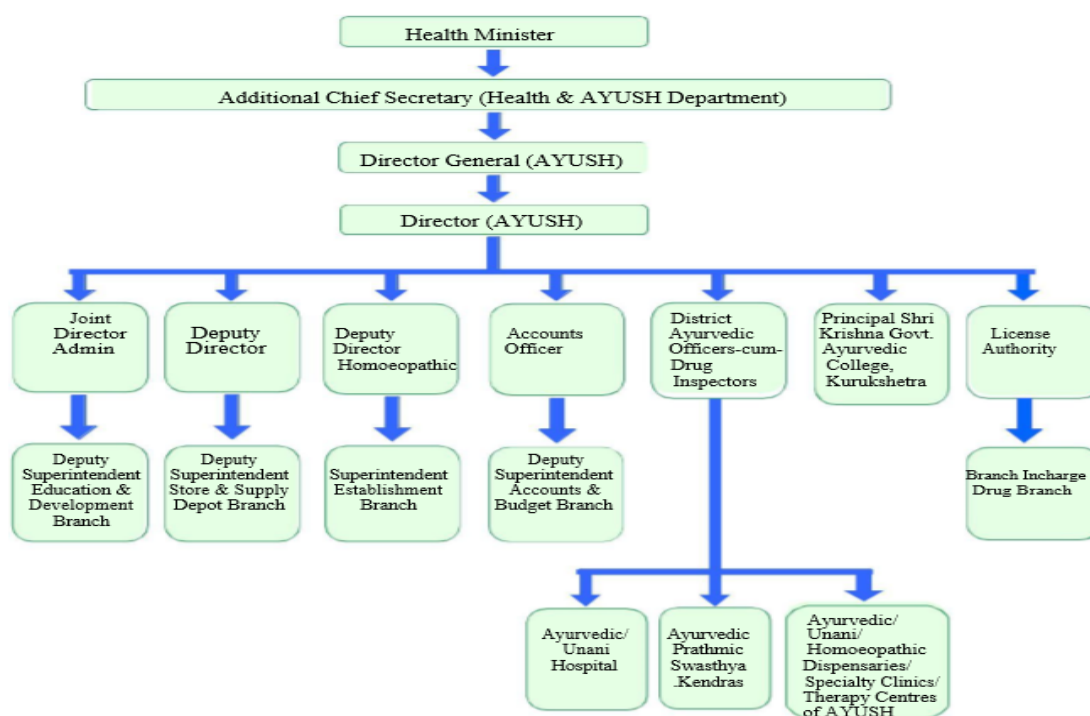 Health Minister
Additional Chief Secretary (Health & AYUSH Department)
Director General (AYUSH)
Director (AYUSH)
Joint
Director
Admin
Deputy
Director
Deputy
Director
Homoeopathic
Accounts
Officer
District
Ayurvedic
Officers-cum-
Drug
Inspectors
Principal Shri
Krishna Govt.
Ayurvedic
College,
Kurukshetra
License
Authority
Deputy
Superintendent
Education &
Development
Branch
Deputy
Superintendent
Store & Supply
Depot Branch
Superintendent
Establishment
Branch
Deputy
Superintendent
Accounts &
Budget Branch
Branch Incharge
Drug Branch
Ayurvedic/
Unani
Hospital
Ayurvedic
Prathmic
Swasthya
.Kendras
Ayurvedic/
Unani/
Homoeopathic
Dispensaries/
Specialty Clinics/
Therapy Centres
of AYUSH